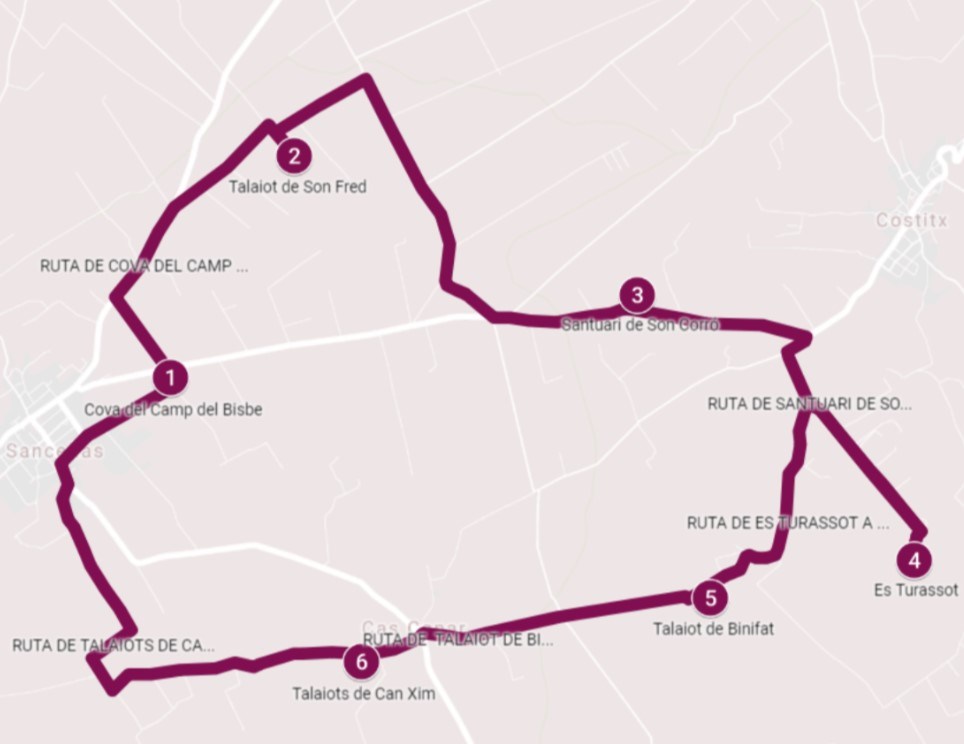 2
Talaiot de Son Fred
Costitx
RUTA DE COVA DEL CAMP ...
3
Santuari de Son Corró
1
Cova del Camp del Bisbe
RUTA DE SANTUARI DE SO...
Sancelles
RUTA DE ES TURASSOT A ...
4
Es Turassot
5
Talaiot de Binifat
Cas Canar
RUTA DE TALAIOT DE BI...
RUTA DE TALAIOTS DE CA...
6
Talaiots de Can Xim